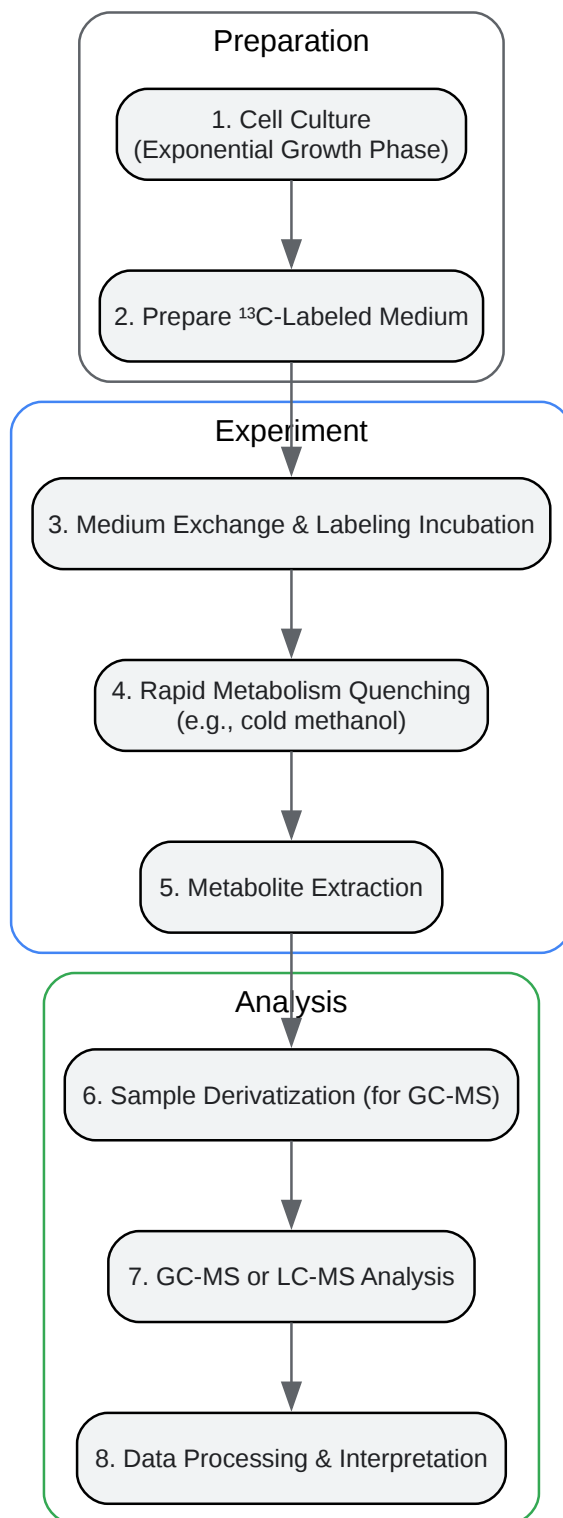 Preparation
1. Cell Culture
(Exponential Growth Phase)
2. Prepare ¹³C-Labeled Medium
Experiment
3. Medium Exchange & Labeling Incubation
4. Rapid Metabolism Quenching
(e.g., cold methanol)
5. Metabolite Extraction
Analysis
6. Sample Derivatization (for GC-MS)
7. GC-MS or LC-MS Analysis
8. Data Processing & Interpretation